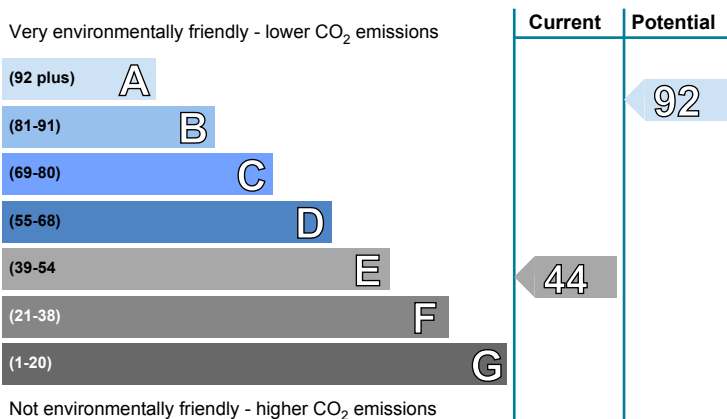 Current Potential
Very environmentally friendly - lower CO2 emissions
(92 plus) A
92
(81-91) B
(69-80) C
(55-68) D
(39-54 E
44
(21-38) F
(1-20) G
Not environmentally friendly - higher CO2 emissions